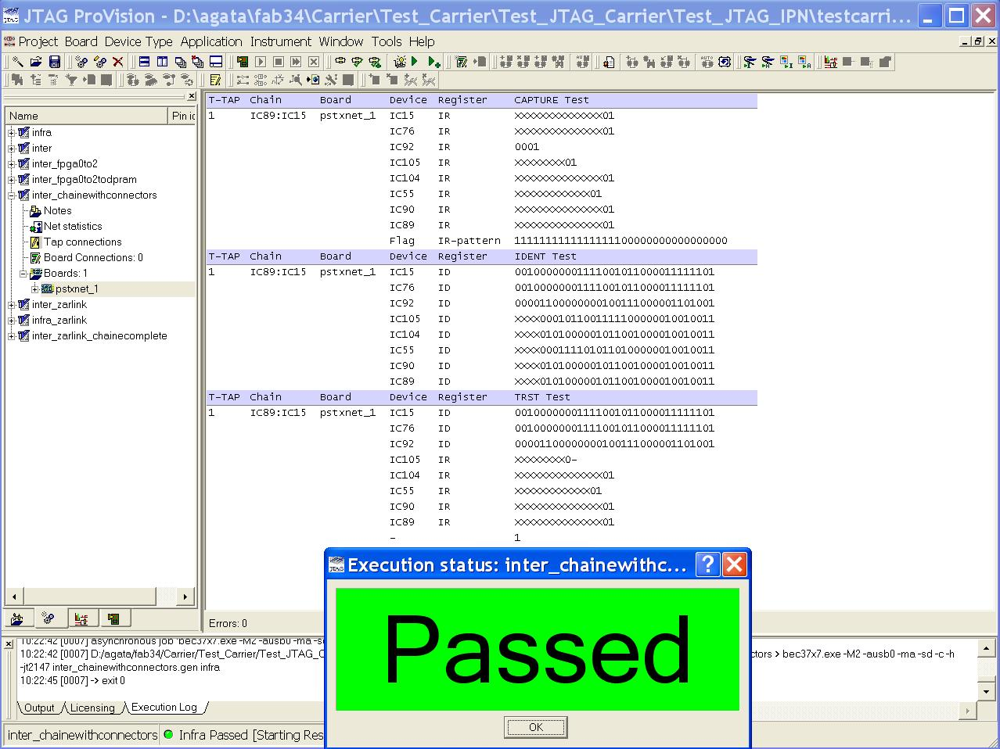 JTAG ProVision - D:\agata\fab34\Carrier\Test_Carrier\Test_JTAG_Carrier\Test_JTAG_IPN\testcarri...
Project Board Device Type Application Instrument Window Tools Help
Name Pin ic
infra
inter
inter_fpga0to2
inter_fpga0to2todpram
inter_chainewithconnectors
Notes
Net statistics
Tap connections
Board Connections: 0
Boards: 1
pstxnet_1
inter_zarlink
infra_zarlink
inter_zarlink_chainecomplete
T-TAP Chain Board Device Register CAPTURE Test
1 IC89:IC15 pstxnet_1 IC15 IR XXXXXXXXXXXXXX01
IC76 IR XXXXXXXXXXXXXX01
IC92 IR 0001
IC105 IR XXXXXXXX01
IC104 IR XXXXXXXXXXXXXX01
IC55 IR XXXXXXXXXXXX01
IC90 IR XXXXXXXXXXXXXX01
IC89 IR XXXXXXXXXXXXXX01
Flag IR-pattern 1111111111111111100000000000000000
T-TAP Chain Board Device Register IDENT Test
1 IC89:IC15 pstxnet_1 IC15 ID 00100000001111001011000011111101
IC76 ID 00100000001111001011000011111101
IC92 ID 00001100000000100111000001101001
IC105 ID XXXX0001011001111100000010010011
IC104 ID XXXX0101000001011001000010010011
IC55 ID XXXX0001111010110100000010010011
IC90 ID XXXX0101000001011001000010010011
IC89 ID XXXX0101000001011001000010010011
T-TAP Chain Board Device Register TRST Test
1 IC89:IC15 pstxnet_1 IC15 ID 00100000001111001011000011111101
IC76 ID 00100000001111001011000011111101
IC92 ID 00001100000000100111000001101001
IC105 IR XXXXXXXX0-
IC104 IR XXXXXXXXXXXXXX01
IC55 IR XXXXXXXXXXXX01
IC90 IR XXXXXXXXXXXXXX01
IC89 IR XXXXXXXXXXXXXX01
- 1
Errors: 0
Execution status: inter_chainewithc...
Passed
OK
10:22:42 [0007] asynchronous job 'bec37x7.exe -M2 -ausb0 -ma -sd
10:22:42 [0007] D:/agata/fab34/Carrier/Test_Carrier/Test_JTAG_C ctors > bec37x7.exe -M2 -ausb0 -ma -sd -c -h
-jt2147 inter_chainewithconnectors.gen infra
10:22:45 [0007] -> exit 0
Output Licensing Execution Log
inter_chainewithconnectors Infra Passed [Starting Res